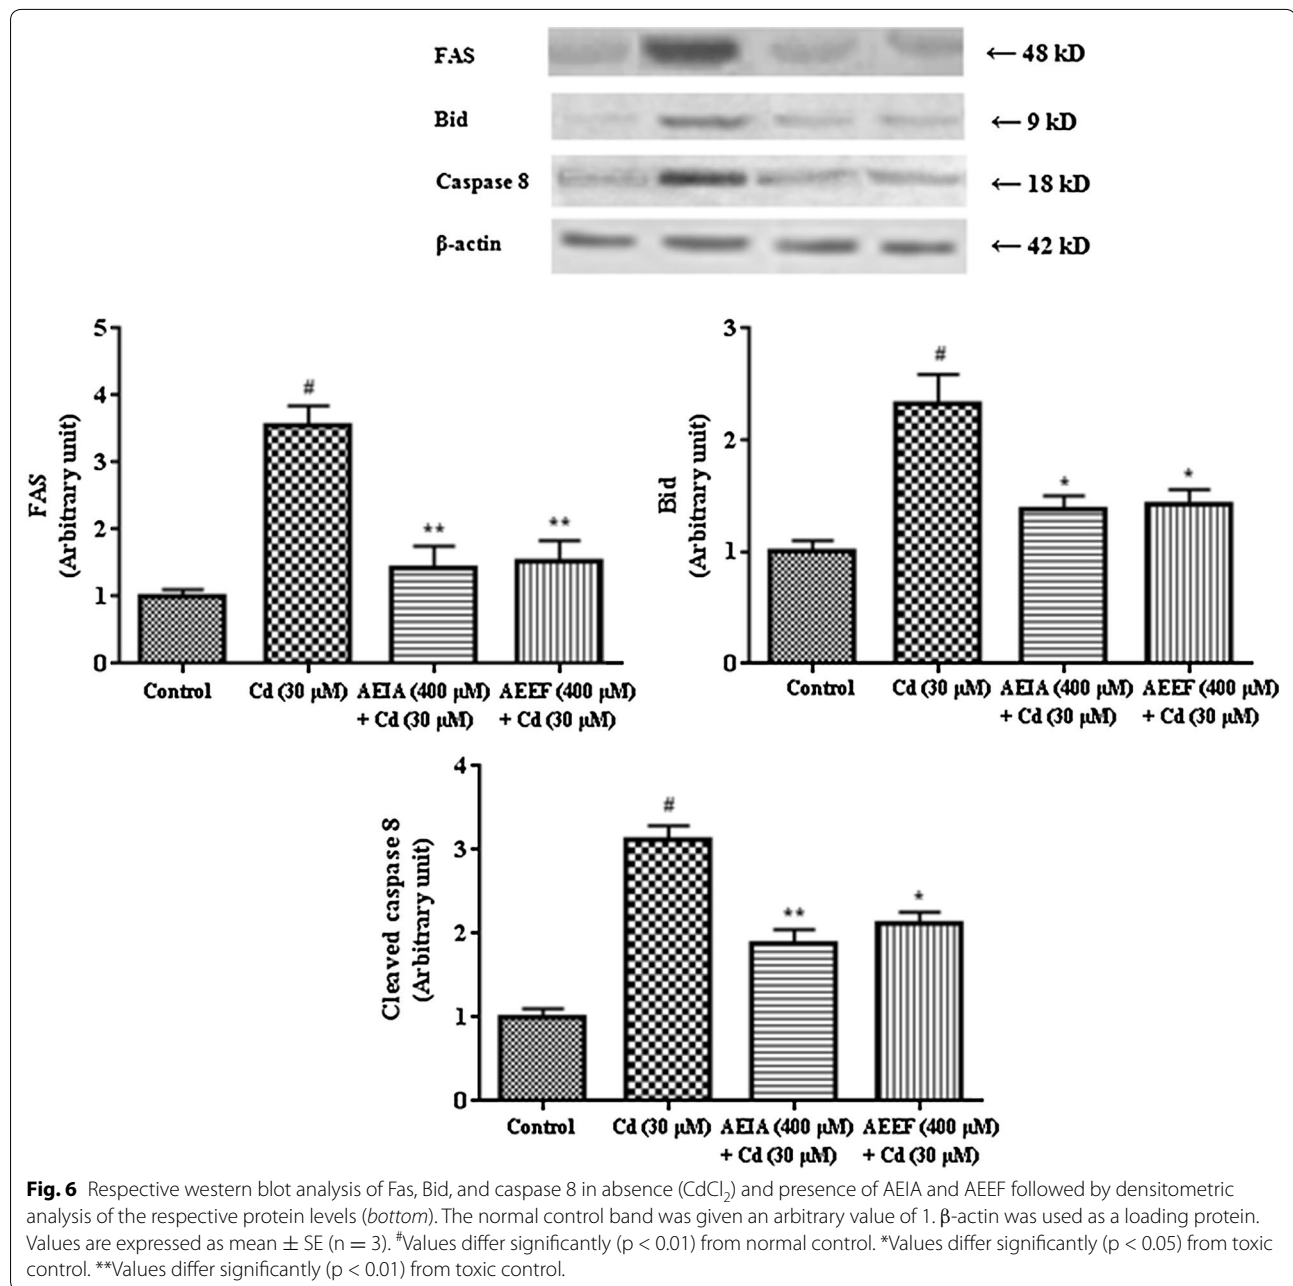 FAS ← 48 kD
Bid ← 9 kD
Caspase 8 ← 18 kD
β-actin ← 42 kD
FAS
(Arbitrary unit)
5
4
3
2
1
0
#
**
**
Control
Cd (30 µM)
AEIA (400 µM)
+ Cd (30 µM)
AEEF (400 µM)
+ Cd (30 µM)
Bid
(Arbitrary unit)
3
2
1
0
#
*
*
Control
Cd (30 µM)
AEIA (400 µM)
+ Cd (30 µM)
AEEF (400 µM)
+ Cd (30 µM)
Cleaved caspase 8
(Arbitrary unit)
4
3
2
1
0
#
**
*
Control
Cd (30 µM)
AEIA (400 µM)
+ Cd (30 µM)
AEEF (400 µM)
+ Cd (30 µM)
Fig. 6 Respective western blot analysis of Fas, Bid, and caspase 8 in absence (CdCl₂) and presence of AEIA and AEEF followed by densitometric
analysis of the respective protein levels (bottom). The normal control band was given an arbitrary value of 1. β-actin was used as a loading protein.
Values are expressed as mean ± SE (n = 3). #Values differ significantly (p < 0.01) from normal control. *Values differ significantly (p < 0.05) from toxic
control. **Values differ significantly (p < 0.01) from toxic control.